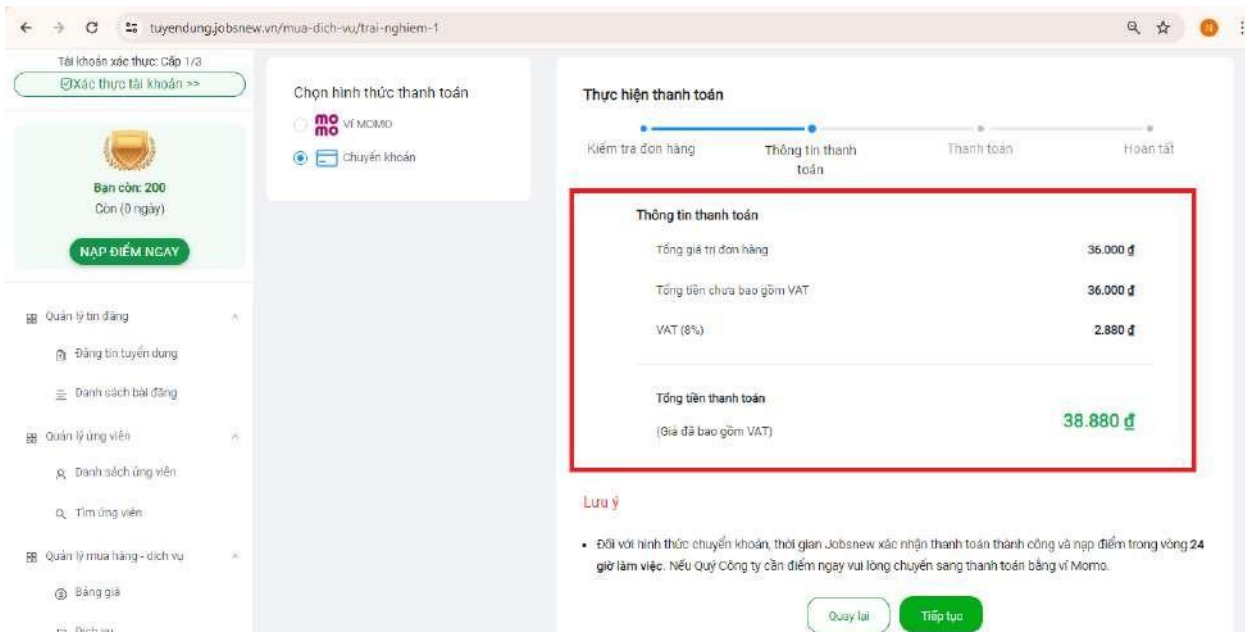 tuyendung.jobsnew.vn/mua-dich-vu/trai-nghiem-1
N
Tài khoản xác thực: Cấp 1/3
Xác thực tài khoản >>
Bạn còn: 200
Còn (0 ngày)
NẠP ĐIỂM NGAY
Quản lý tin đăng
Đăng tin tuyển dụng
Danh sách bài đăng
Quản lý ứng viên
Danh sách ứng viên
Tìm ứng viên
Quản lý mua hàng - dịch vụ
Bảng giá
Dịch vụ
Chọn hình thức thanh toán
mo mo Ví MOMO
Chuyển khoản
Thực hiện thanh toán
Kiểm tra đơn hàng
Thông tin thanh
toán
Thanh toán
Hoàn tất
Thông tin thanh toán
Tổng giá trị đơn hàng 36.000 ₫
Tổng tiền chưa bao gồm VAT 36.000 ₫
VAT (8%) 2.880 ₫
Tổng tiền thanh toán
(Giá đã bao gồm VAT) 38.880 ₫
Lưu ý
• Đối với hình thức chuyển khoản, thời gian Jobsnew xác nhận thanh toán thành công và nạp điểm trong vòng 24
giờ làm việc. Nếu Quý Công ty cần điểm ngay vui lòng chuyển sang thanh toán bằng ví Momo.
Quay lại
Tiếp tục